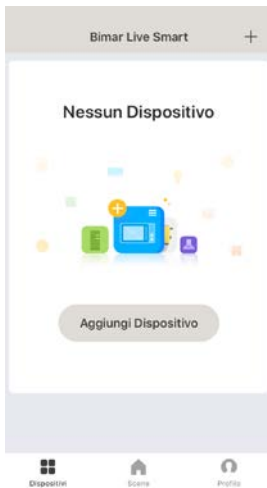 Bimar Live Smart +
Nessun Dispositivo
Aggiungi Dispositivo
Dispositivi Scene Profilo